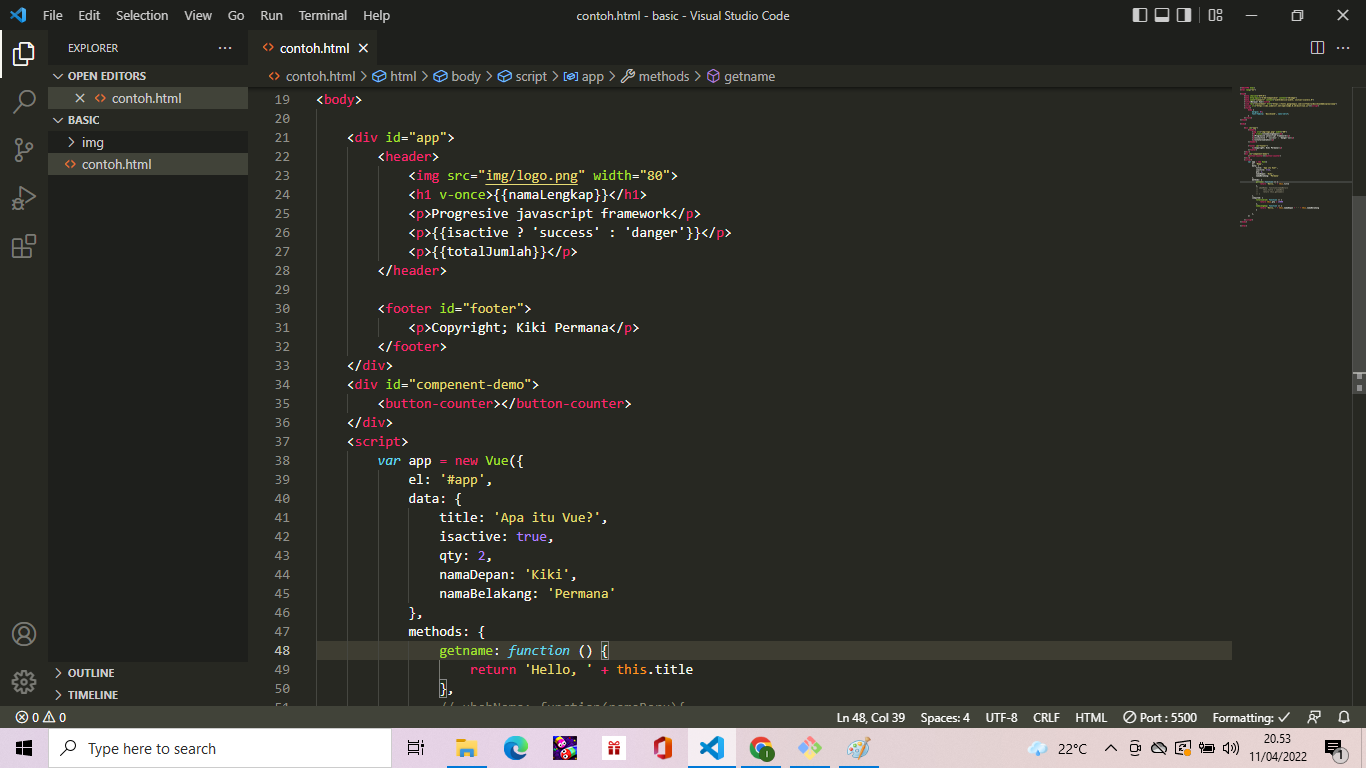 File Edit Selection View Go Run Terminal Help
contoh.html - basic - Visual Studio Code
EXPLORER
OPEN EDITORS
contoh.html
BASIC
img
contoh.html
OUTLINE
TIMELINE
contoh.html
contoh.html > html > body > script > app > methods > getname
19 <body>
20
21 <div id="app">
22 <header>
23 <img src="img/logo.png" width="80">
24 <h1 v-once>{{namaLengkap}}</h1>
25 <p>Progresive javascript framework</p>
26 <p>{{isactive ? 'success' : 'danger'}}</p>
27 <p>{{totalJumlah}}</p>
28 </header>
29
30 <footer id="footer">
31 <p>Copyright; Kiki Permana</p>
32 </footer>
33 </div>
34 <div id="compenent-demo">
35 <button-counter></button-counter>
36 </div>
37 <script>
38 var app = new Vue({
39 el: '#app',
40 data: {
41 title: 'Apa itu Vue?',
42 isactive: true,
43 qty: 2,
44 namaDepan: 'Kiki',
45 namaBelakang: 'Permana'
46 },
47 methods: {
48 getname: function () {
49 return 'Hello, ' + this.title
50 },
0 0
Ln 48, Col 39 Spaces: 4 UTF-8 CRLF HTML Port : 5500 Formatting: ✓
Type here to search
22°C
20.53
11/04/2022
1